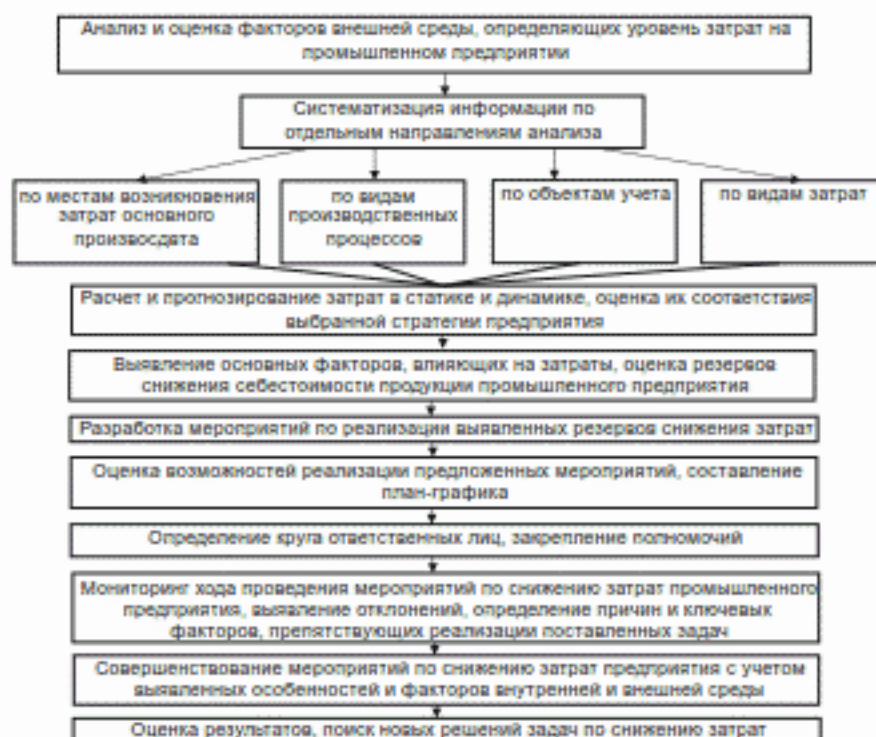 Анализ и оценка факторов внешней среды, определяющих уровень затрат на
промышленном предприятии
Систематизация информации по
отдельным направлениям анализа
по местам возникновения
затрат основного
произвосдвта
по видам
производственных
процессов
по объектам учета
по видам затрат
Расчет и прогнозирование затрат в статике и динамике, оценка их соответствия
выбранной стратегии предприятия
Выявление основных факторов, влияющих на затраты, оценка резервов
снижения себестоимости продукции промышленного предприятия
Разработка мероприятий по реализации выявленных резервов снижения затрат
Оценка возможностей реализации предложенных мероприятий, составление
план-графика
Определение круга ответственных лиц, закрепление полномочий
Мониторинг хода проведения мероприятий по снижению затрат промышленного
предприятия, выявление отклонений, определение причин и ключевых
факторов, препятствующих реализации поставленных задач
Совершенствование мероприятий по снижению затрат предприятия с учетом
выявленных особенностей и факторов внутренней и внешней среды
Оценка результатов, поиск новых решений задач по снижению затрат